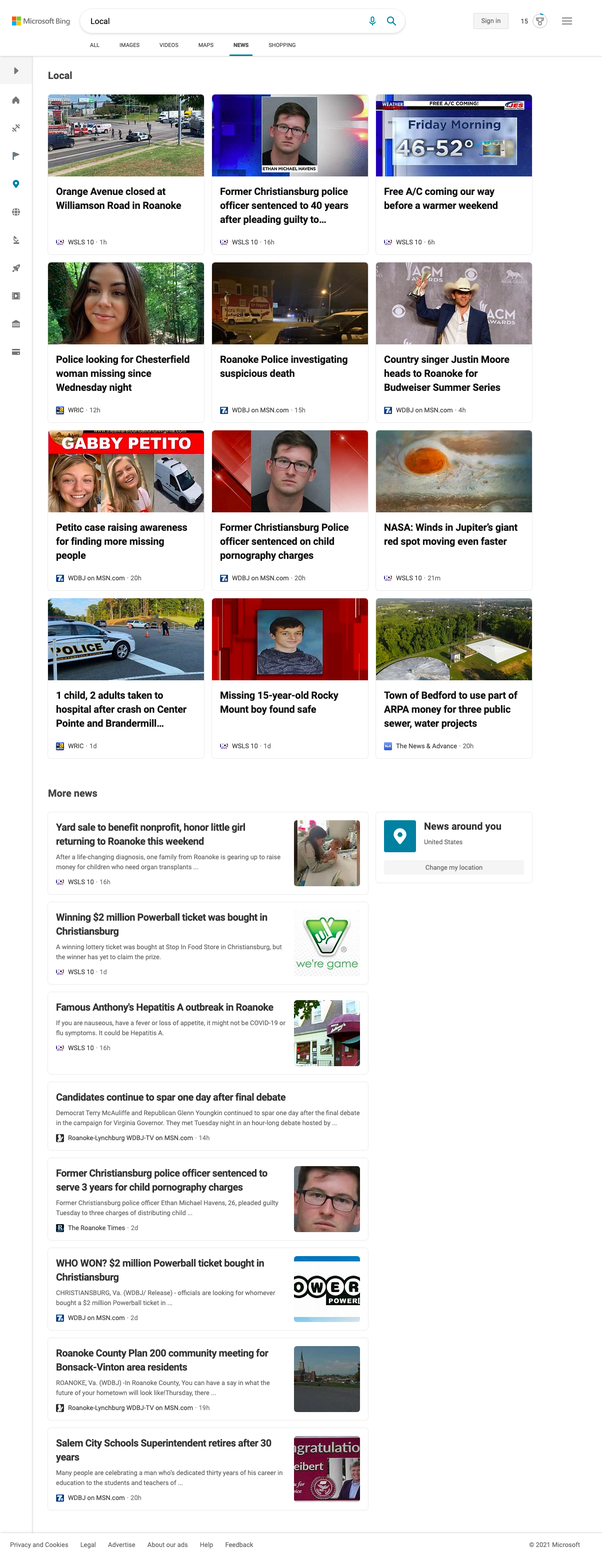 Microsoft Bing
Local
Sign in
15
ALL
IMAGES
VIDEOS
MAPS
NEWS
SHOPPING
Local
ETHAN MICHAEL HAVENS
WEATHER
FREE A/C COMING!
Friday Morning
46-52°
Orange Avenue closed at
Williamson Road in Roanoke
WSLS 10 · 1h
Former Christiansburg police
officer sentenced to 40 years
after pleading guilty to...
WSLS 10 · 16h
Free A/C coming our way
before a warmer weekend
WSLS 10 · 6h
ACM
AWARDS
ACM
AWARDS
Police looking for Chesterfield
woman missing since
Wednesday night
WRIC · 12h
Roanoke Police investigating
suspicious death
WDBJ on MSN.com · 15h
Country singer Justin Moore
heads to Roanoke for
Budweiser Summer Series
WDBJ on MSN.com · 4h
GABBY PETITO
Petito case raising awareness
for finding more missing
people
WDBJ on MSN.com · 20h
Former Christiansburg Police
officer sentenced on child
pornography charges
WDBJ on MSN.com · 20h
NASA: Winds in Jupiter's giant
red spot moving even faster
WSLS 10 · 21m
POLICE
1 child, 2 adults taken to
hospital after crash on Center
Pointe and Brandermill...
WRIC · 1d
Missing 15-year-old Rocky
Mount boy found safe
WSLS 10 · 1d
Town of Bedford to use part of
ARPA money for three public
sewer, water projects
The News & Advance · 20h
More news
Yard sale to benefit nonprofit, honor little girl
returning to Roanoke this weekend
After a life-changing diagnosis, one family from Roanoke is gearing up to raise
money for children who need organ transplants ...
WSLS 10 · 16h
News around you
United States
Change my location
Winning $2 million Powerball ticket was bought in
Christiansburg
A winning lottery ticket was bought at Stop In Food Store in Christiansburg, but
the winner has yet to claim the prize.
WSLS 10 · 1d
we're game
Famous Anthony's Hepatitis A outbreak in Roanoke
If you are nauseous, have a fever or loss of appetite, it might not be COVID-19 or
flu symptoms. It could be Hepatitis A.
WSLS 10 · 16h
Candidates continue to spar one day after final debate
Democrat Terry McAuliffe and Republican Glenn Youngkin continued to spar one day after the final debate
in the campaign for Virginia Governor. They met Tuesday night in an hour-long debate hosted by ...
Roanoke-Lynchburg WDBJ-TV on MSN.com · 14h
Former Christiansburg police officer sentenced to
serve 3 years for child pornography charges
Former Christiansburg police officer Ethan Michael Havens, 26, pleaded guilty
Tuesday to three charges of distributing child ...
The Roanoke Times · 2d
WHO WON? $2 million Powerball ticket bought in
Christiansburg
CHRISTIANSBURG, Va. (WDBJ/ Release) - officials are looking for whomever
bought a $2 million Powerball ticket in ...
WDBJ on MSN.com · 2d
OWER
POWER
Roanoke County Plan 200 community meeting for
Bonsack-Vinton area residents
ROANOKE, Va. (WDBJ) -In Roanoke County, You can have a say in what the
future of your hometown will look like!Thursday, there ...
Roanoke-Lynchburg WDBJ-TV on MSN.com · 19h
Salem City Schools Superintendent retires after 30
years
Many people are celebrating a man who's dedicated thirty years of his career in
education to the students and teachers of ...
WDBJ on MSN.com · 20h
ngratulatio
eibert
Privacy and Cookies
Legal
Advertise
About our ads
Help
Feedback
© 2021 Microsoft